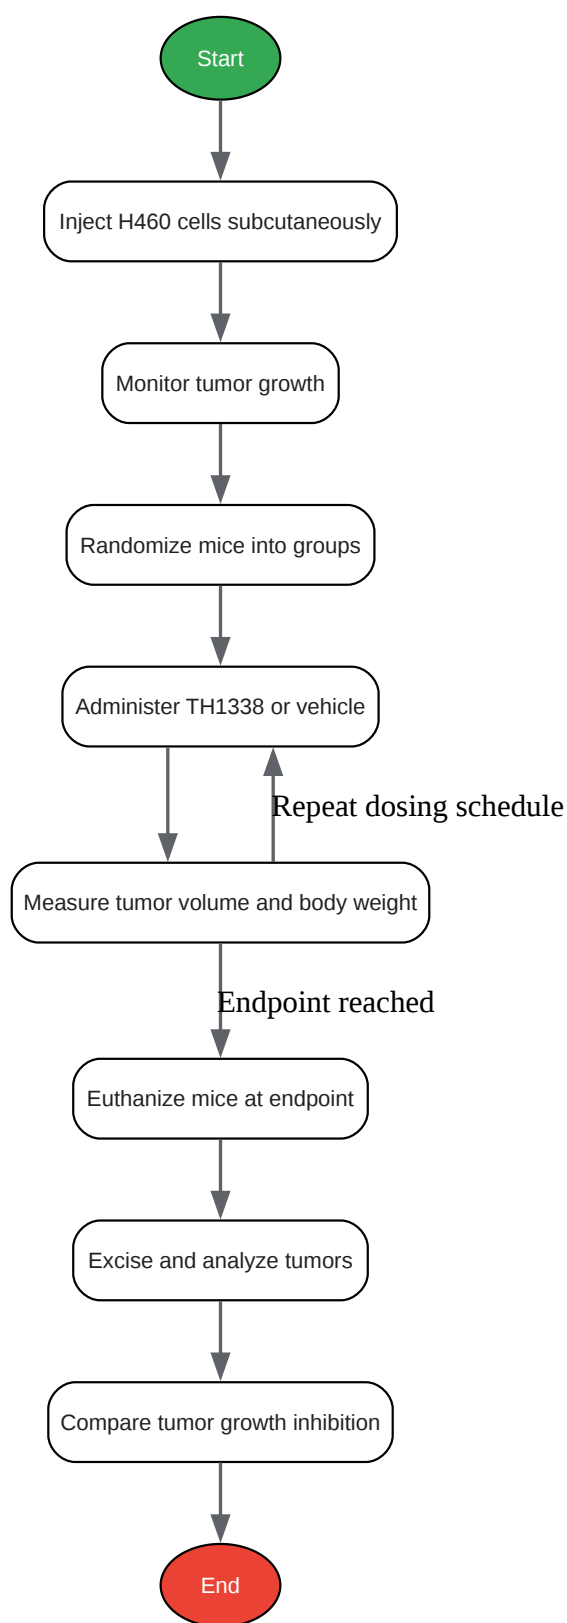 Start
Inject H460 cells subcutaneously
Monitor tumor growth
Randomize mice into groups
Administer TH1338 or vehicle
Repeat dosing schedule
Measure tumor volume and body weight
Endpoint reached
Euthanize mice at endpoint
Excise and analyze tumors
Compare tumor growth inhibition
End